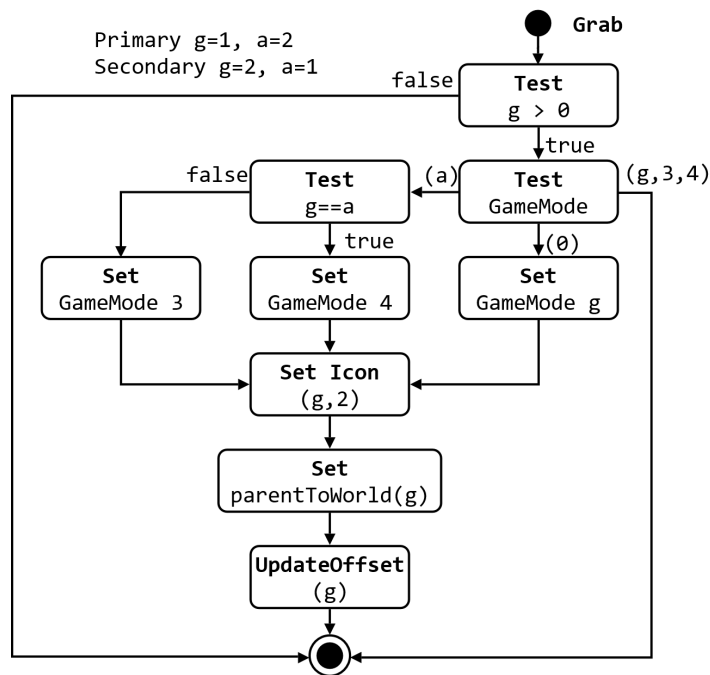 Grab
Primary g=1, a=2
Secondary g=2, a=1
false
Test
g > 0
true
false
Test
g==a
(a)
Test
GameMode
(g,3,4)
true
(0)
Set
GameMode 3
Set
GameMode 4
Set
GameMode g
Set Icon
(g,2)
Set
parentToWorld(g)
UpdateOffset
(g)